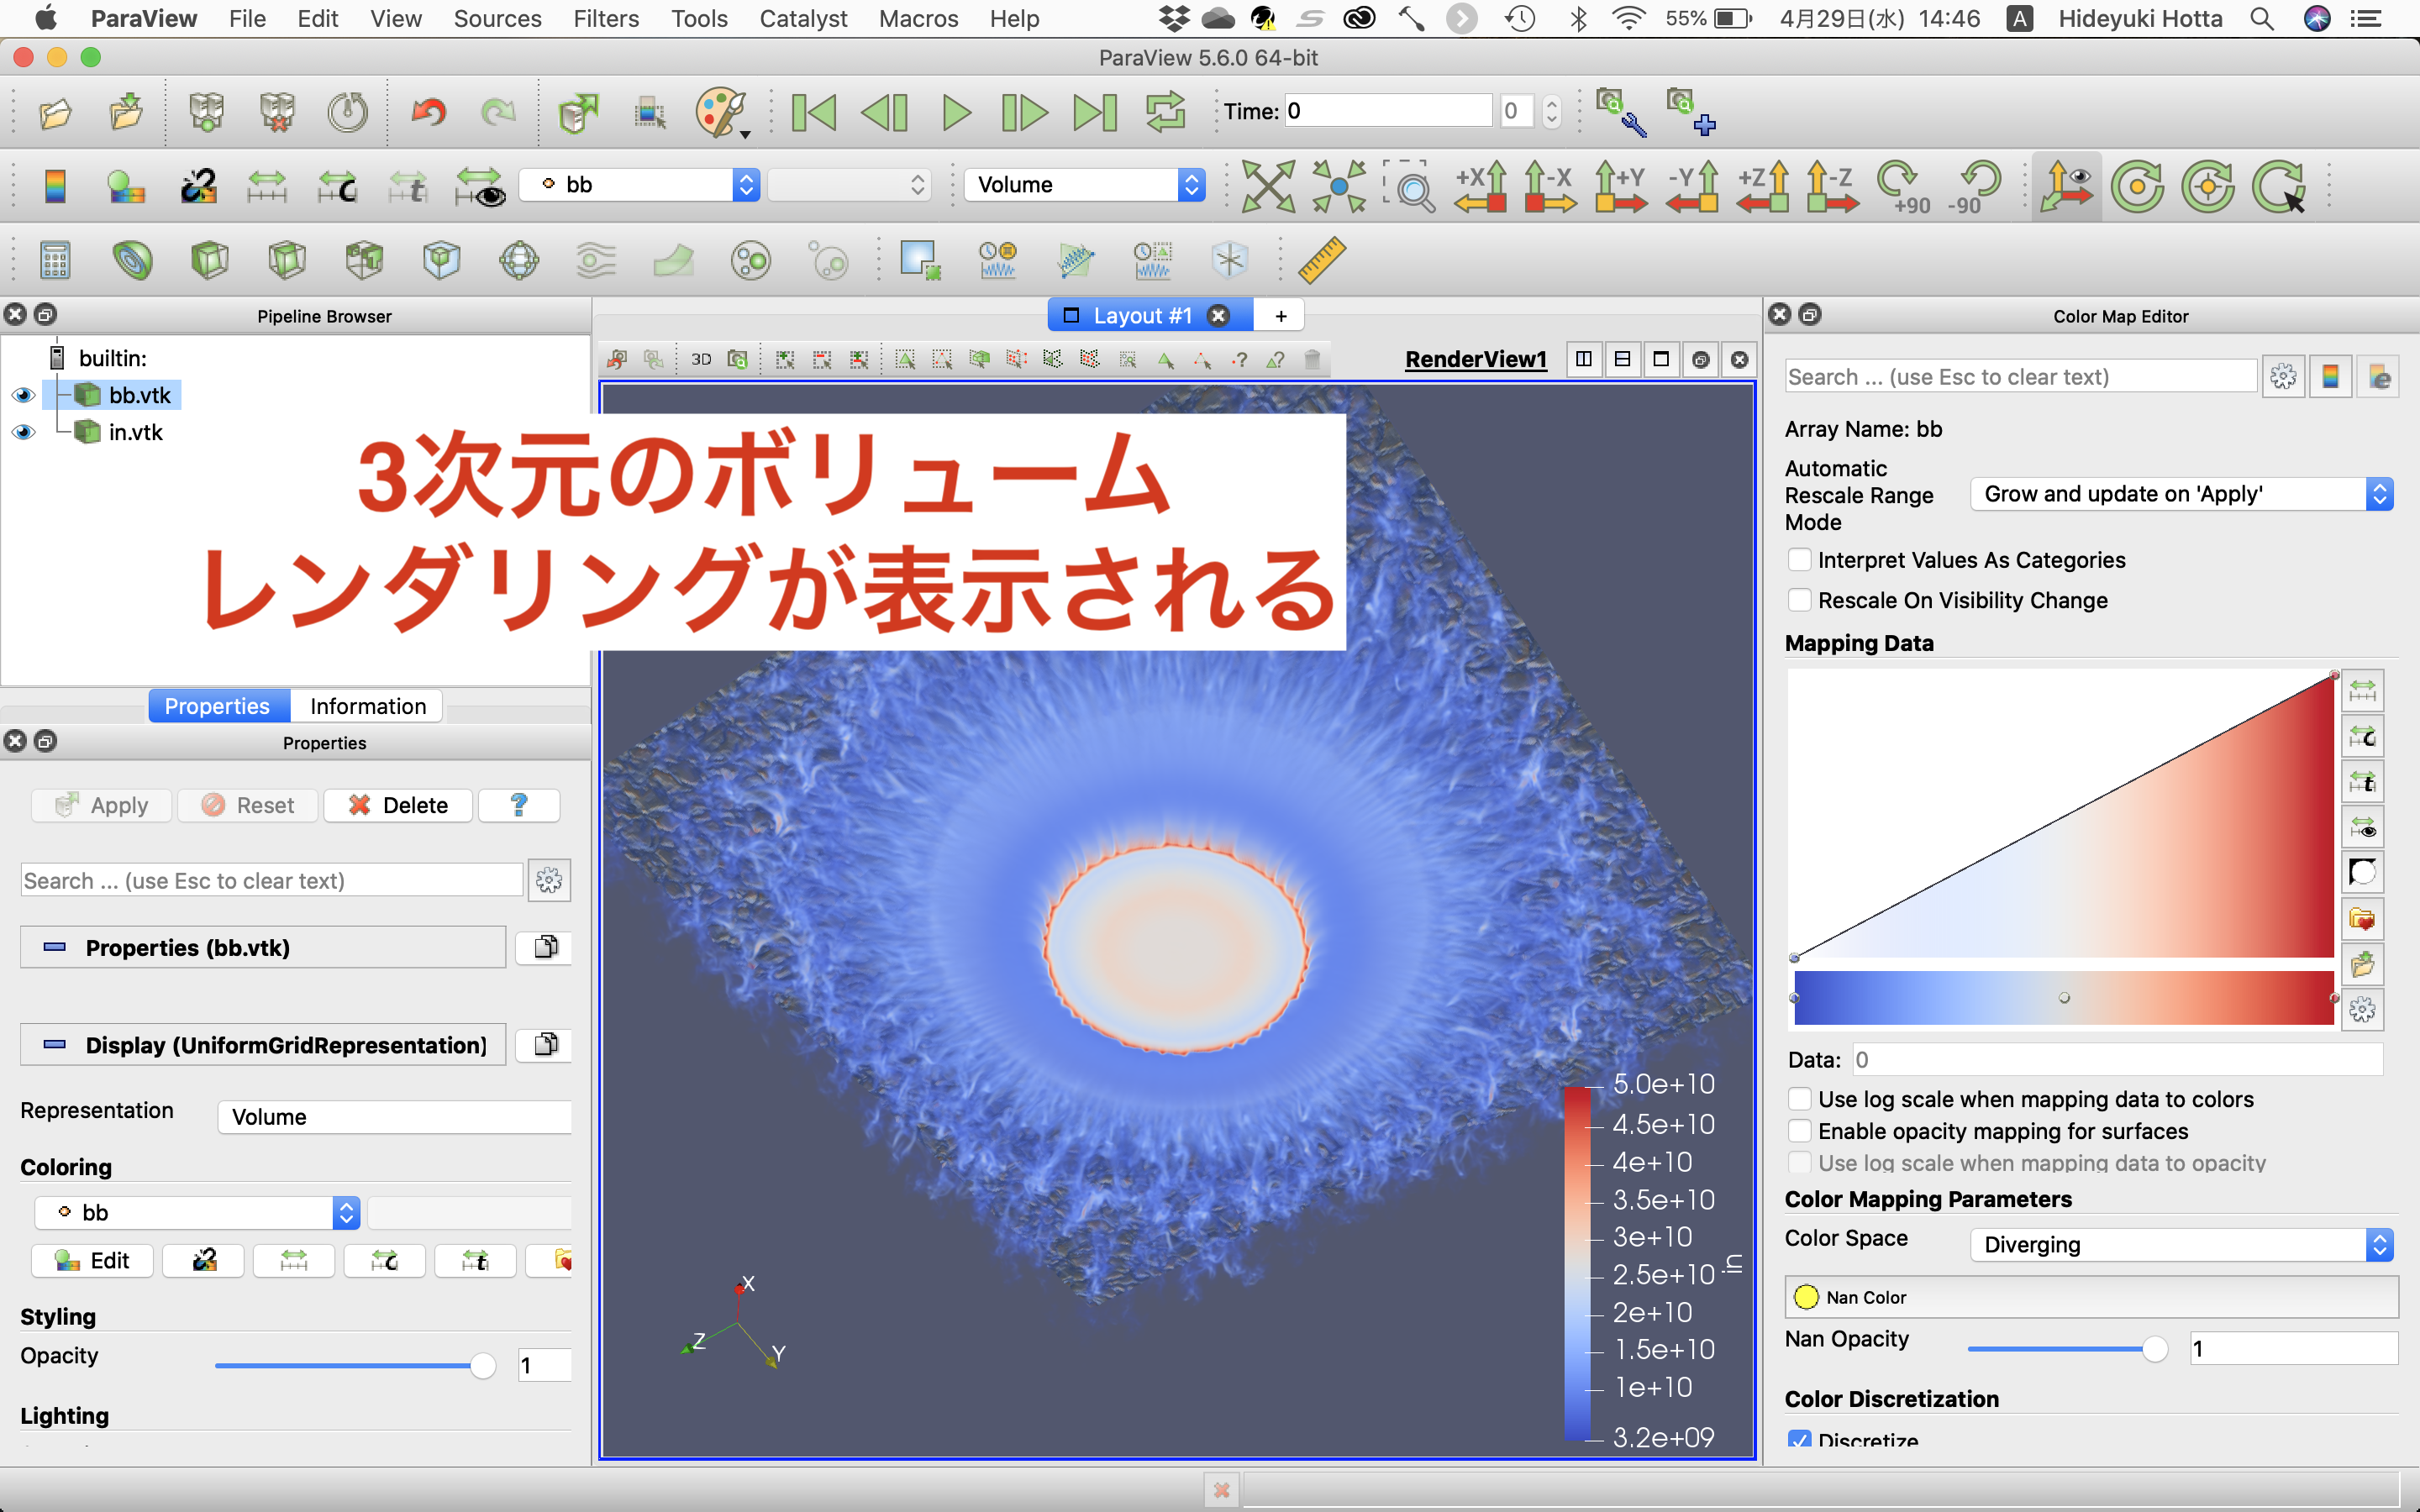 ParaView File Edit View Sources Filters Tools Catalyst Macros Help 55% 4月29日(水) 14:46 A Hideyuki Hotta
ParaView 5.6.0 64-bit
Time: 0 0
bb Volume +X -X +Y -Y +Z -Z +90 -90
Pipeline Browser
builtin:
bb.vtk
in.vtk
Properties Information
Properties
Apply Reset Delete ?
Search ... (use Esc to clear text)
Properties (bb.vtk)
Display (UniformGridRepresentation)
Representation Volume
Coloring
bb
Edit
Styling
Opacity 1
Lighting
Layout #1 +
3D RenderView1
3次元のボリューム
レンダリングが表示される
5.0e+10
4.5e+10
4e+10
3.5e+10
3e+10
2.5e+10
2e+10
1.5e+10
1e+10
3.2e+09
in
X
Z
Y
Color Map Editor
Search ... (use Esc to clear text)
Array Name: bb
Automatic
Rescale Range
Mode
Grow and update on 'Apply'
Interpret Values As Categories
Rescale On Visibility Change
Mapping Data
Data: 0
Use log scale when mapping data to colors
Enable opacity mapping for surfaces
Use log scale when mapping data to opacity
Color Mapping Parameters
Color Space Diverging
Nan Color
Nan Opacity 1
Color Discretization
Discretize